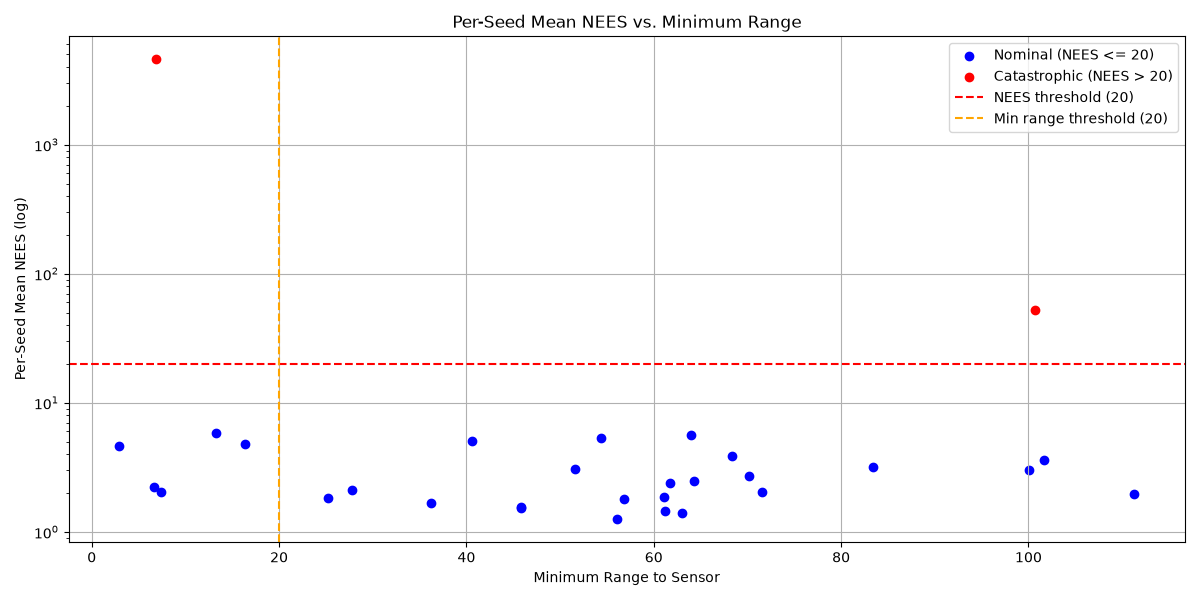 Per-Seed Mean NEES vs. Minimum Range
Nominal (NEES <= 20)
Catastrophic (NEES > 20)
NEES threshold (20)
Min range threshold (20)
Per-Seed Mean NEES (log)
10³
10²
10¹
10⁰
0 20 40 60 80 100
Minimum Range to Sensor